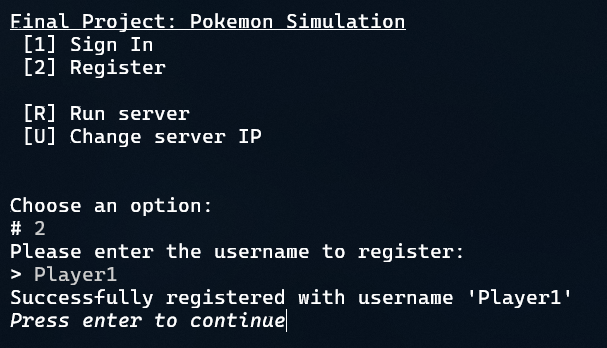 Final Project: Pokemon Simulation
[1] Sign In
[2] Register
[R] Run server
[U] Change server IP
Choose an option:
# 2
Please enter the username to register:
> Player1
Successfully registered with username 'Player1'
Press enter to continue